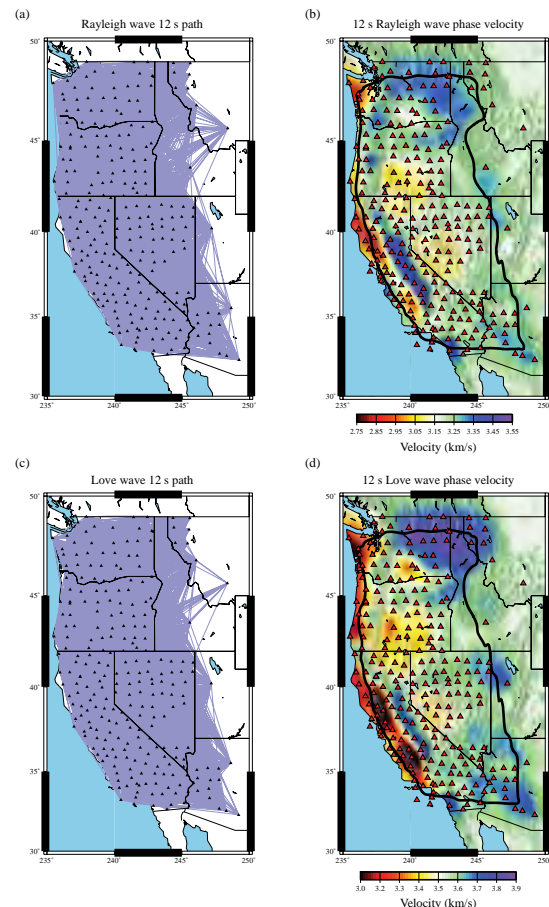 (a)
Rayleigh wave 12 s path
50˚
45˚
40˚
35˚
30˚
235˚ 240˚ 245˚ 250˚
(b)
12 s Rayleigh wave phase velocity
50˚
45˚
40˚
35˚
30˚
235˚ 240˚ 245˚ 250˚
2.75 2.85 2.95 3.05 3.15 3.25 3.35 3.45 3.55
Velocity (km/s)
(c)
Love wave 12 s path
50˚
45˚
40˚
35˚
30˚
235˚ 240˚ 245˚ 250˚
(d)
12 s Love wave phase velocity
50˚
45˚
40˚
35˚
30˚
235˚ 240˚ 245˚ 250˚
3.0 3.1 3.2 3.3 3.4 3.5 3.6 3.7 3.8 3.9
Velocity (km/s)